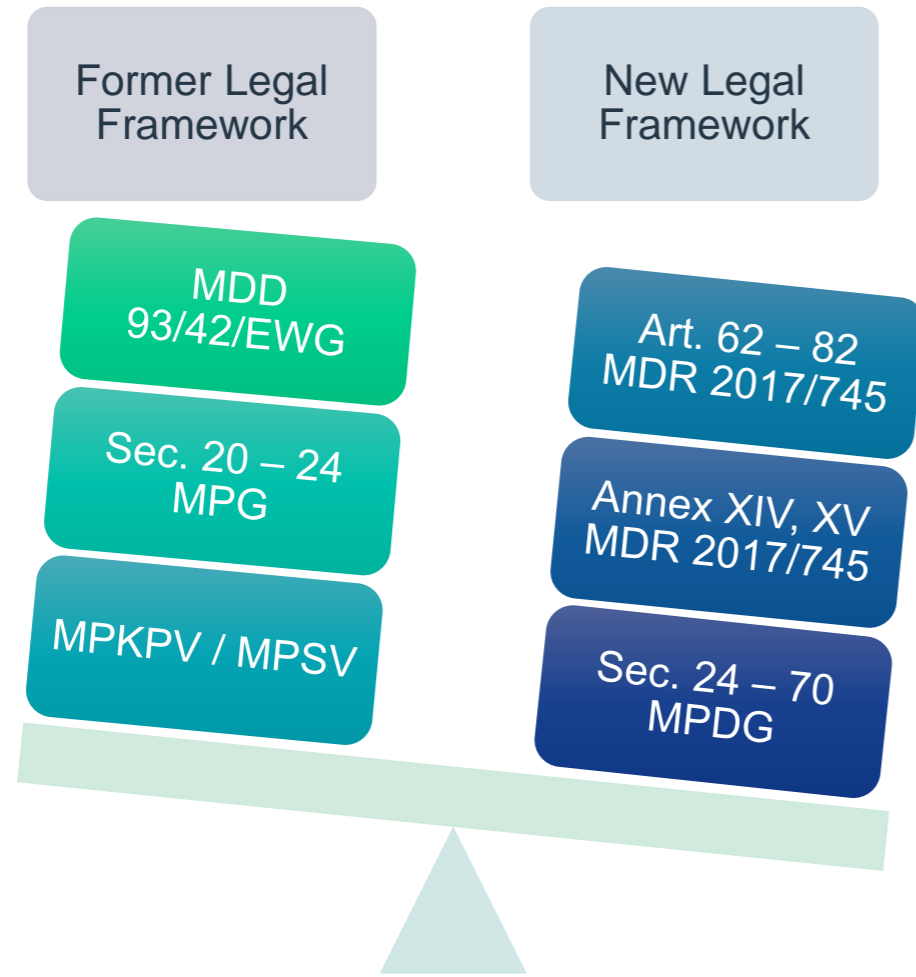 Former Legal
Framework
New Legal
Framework
MDD
93/42/EWG
Sec. 20 – 24
MPG
MPKPV / MPSV
Art. 62 – 82
MDR 2017/745
Annex XIV, XV
MDR 2017/745
Sec. 24 – 70
MPDG